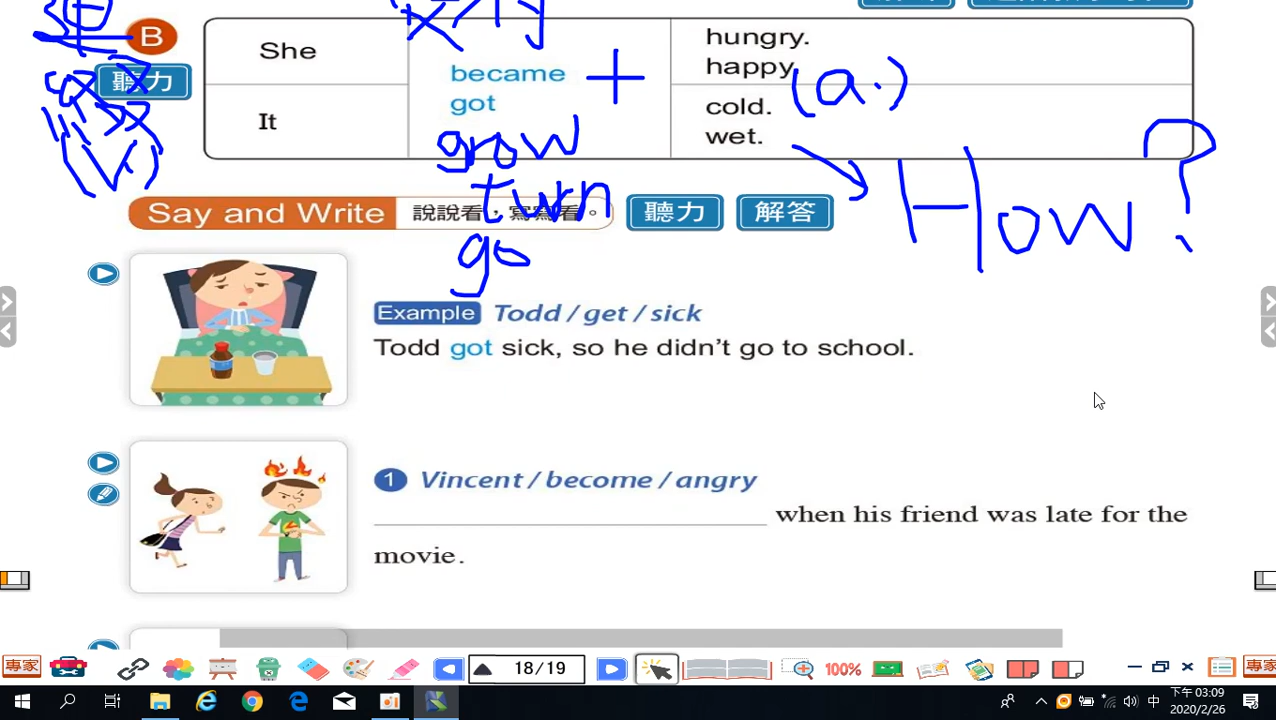 B
She
became
got
hungry.
happy.
+
(a.)
聽力
(V.)
It
cold.
wet.
grow
turn
go
How?
Say and Write
說說看,寫寫看。
聽力
解答
Example Todd / get / sick
Todd got sick, so he didn't go to school.
1 Vincent / become / angry
when his friend was late for the
movie.
專家
18/19
100%
專家
中
下午 03:09
2020/2/26